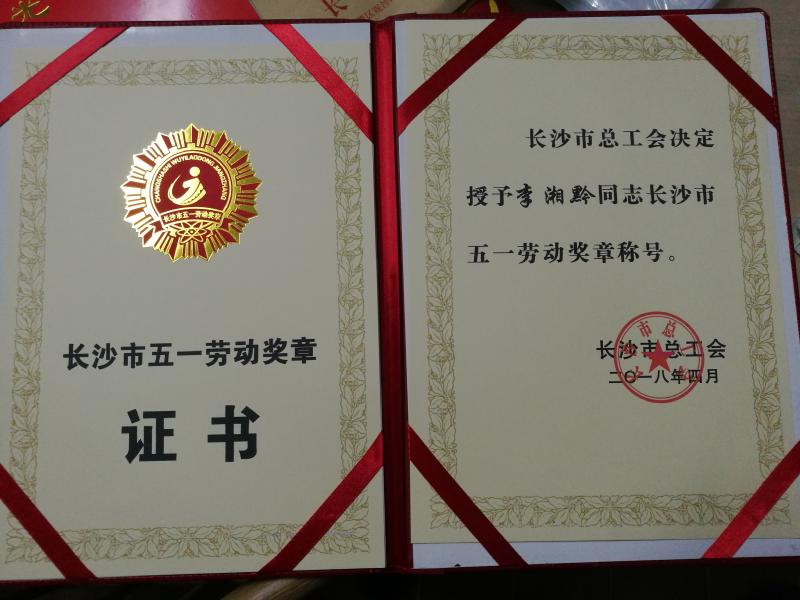 CHANGSHASHI WUYILAODONG JIANGZHANG
长沙市五一劳动奖章
长沙市五一劳动奖章
证书
长沙市总工会决定
授予李湘黔同志长沙市
五一劳动奖章称号。
长沙市总工会
二〇一八年四月